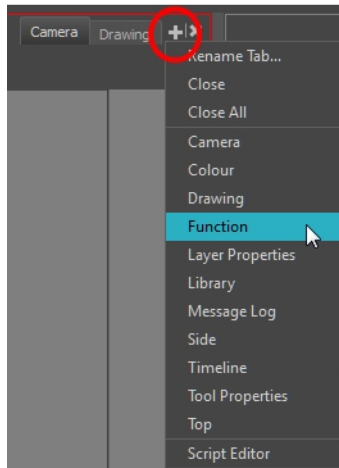 Camera Drawing
Rename Tab...
Close
Close All
Camera
Colour
Drawing
Function
Layer Properties
Library
Message Log
Side
Timeline
Tool Properties
Top
Script Editor